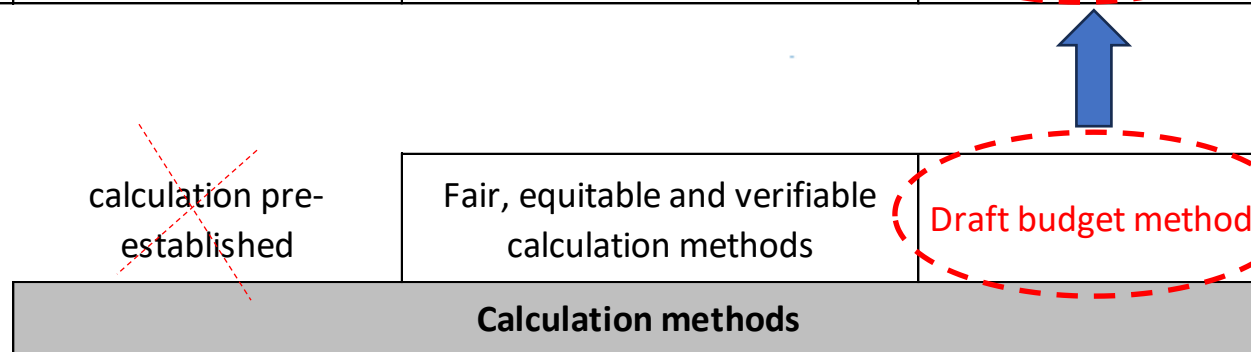 calculation pre-
established
Fair, equitable and verifiable
calculation methods
Draft budget method
Calculation methods